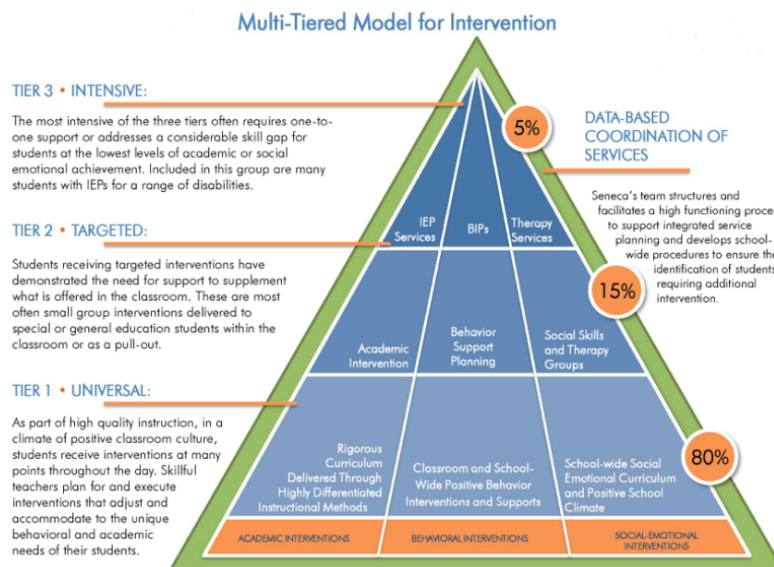 Multi-Tiered Model for Intervention
TIER 3 • INTENSIVE:
The most intensive of the three tiers often requires one-to-
one support or addresses a considerable skill gap for
students at the lowest levels of academic or social
emotional achievement. Included in this group are many
students with IEPs for a range of disabilities.
TIER 2 • TARGETED:
Students receiving targeted interventions have
demonstrated the need for support to supplement
what is offered in the classroom. These are most
often small group interventions delivered to
special or general education students within the
classroom or as a pull-out.
TIER 1 • UNIVERSAL:
As part of high quality instruction, in a
climate of positive classroom culture,
students receive interventions at many
points throughout the day. Skillful
teachers plan for and execute
interventions that adjust and
accommodate to the unique
behavioral and academic
needs of their students.
5%
IEP
Services
BIPs
Therapy
Services
15%
Academic
Intervention
Behavior
Support
Planning
Social Skills
and Therapy
Groups
80%
Rigorous
Curriculum
Delivered Through
Highly Differentiated
Instructional Methods
Classroom and School-
Wide Positive Behavior
Interventions and Supports
School-wide Social
Emotional Curriculum
and Positive School
Climate
ACADEMIC INTERVENTIONS
BEHAVIORAL INTERVENTIONS
SOCIAL-EMOTIONAL
INTERVENTIONS
DATA-BASED
COORDINATION OF
SERVICES
Seneca's team structures and
facilitates a high functioning proces
to support integrated service
planning and develops school-
wide procedures to ensure the
identification of students
requiring additional
intervention.